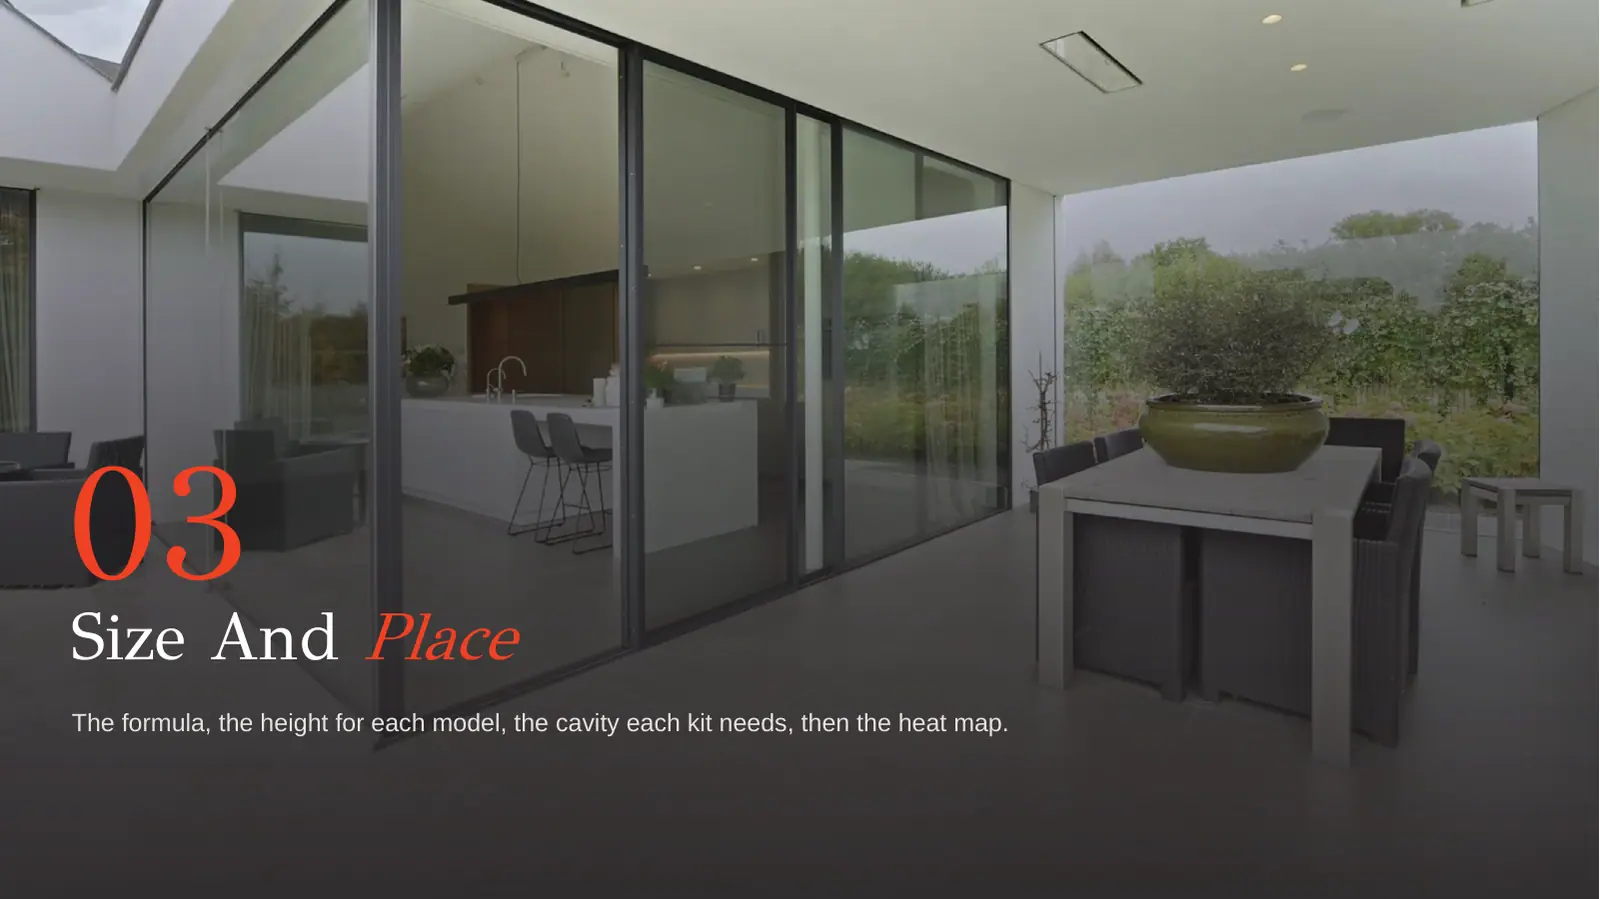 03
Size And Place
The formula, the height for each model, the cavity each kit needs, then the heat map.